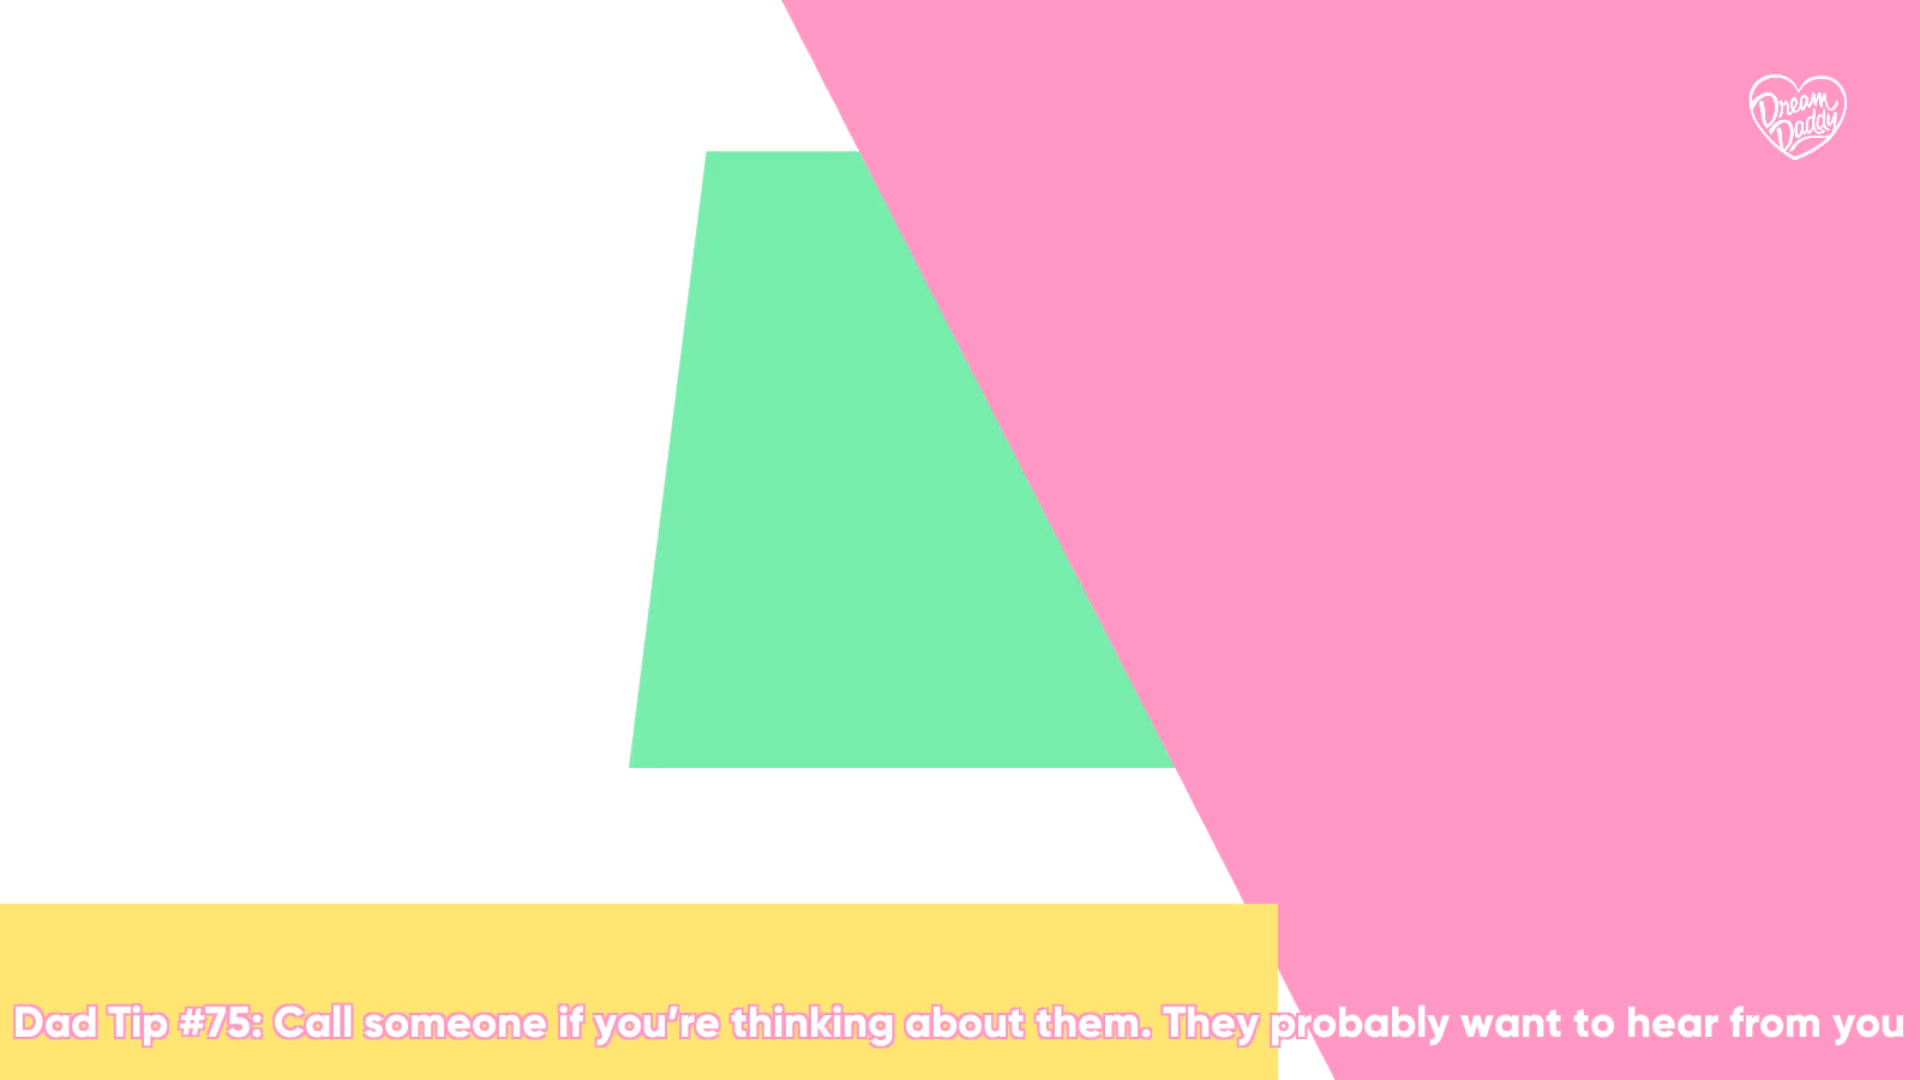 Dream
Daddy
Dad Tip #75: Call someone if you’re thinking about them. They probably want to hear from you